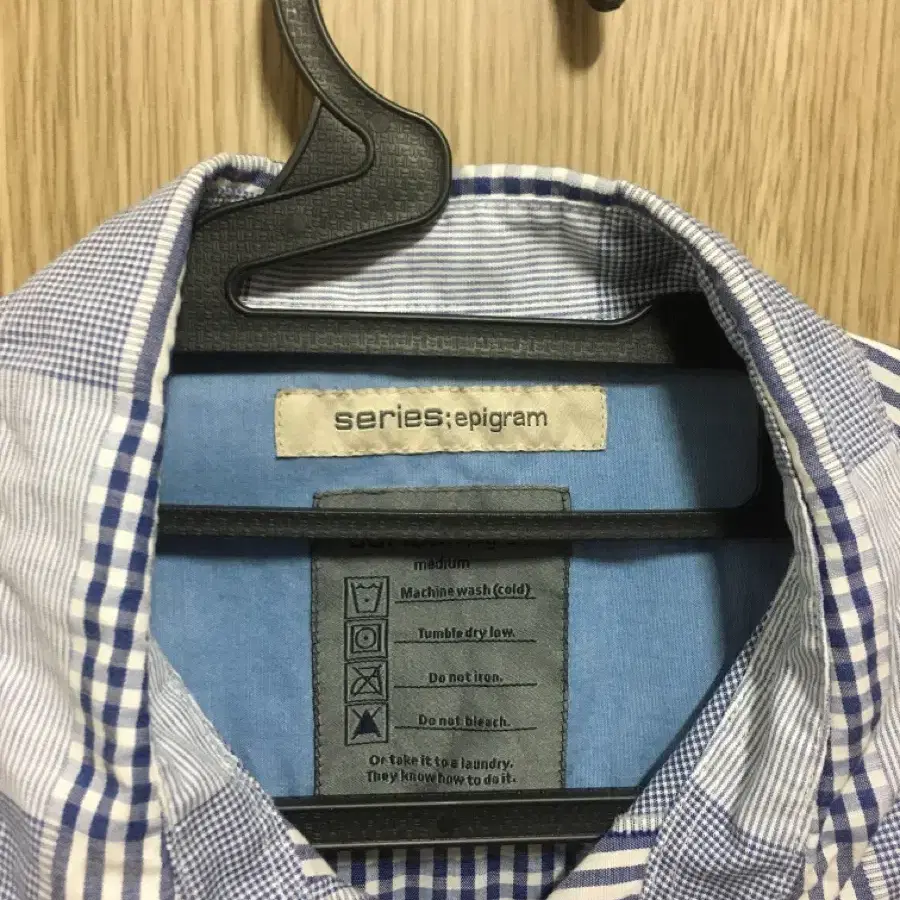 series;epigram
medium
Machine wash (cold)
Tumble dry low.
Do not iron.
Do not bleach.
Or take it to a laundry.
They know how to do it.